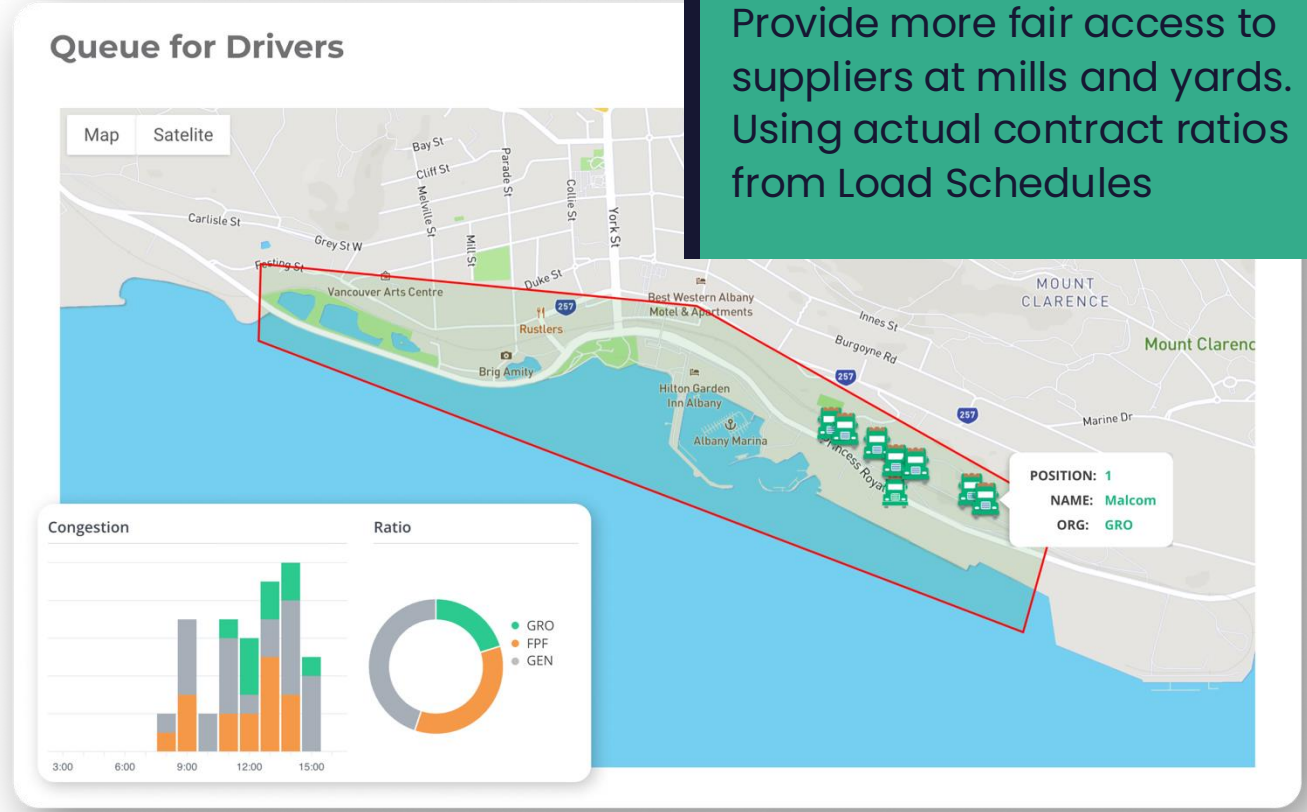 Queue for Drivers
Provide more fair access to
suppliers at mills and yards.
Using actual contract ratios
from Load Schedules
Map
Satelite
Bay St
Cliff St
Melville St
Parade St
Collie St
York St
Carlisle St
Grey St W
Mill St
Festing St
Vancouver Arts Centre
Duke St
257
Rustlers
Best Western Albany
Motel & Apartments
Brig Amity
Hilton Garden
Inn Albany
Albany Marina
Innes St
Burgoyne Rd
257
257
MOUNT
CLARENCE
Mount Clarenc
Marine Dr
Princess Royal
POSITION: 1
NAME: Malcom
ORG: GRO
Congestion
3:00
6:00
9:00
12:00
15:00
Ratio
GRO
FPF
GEN